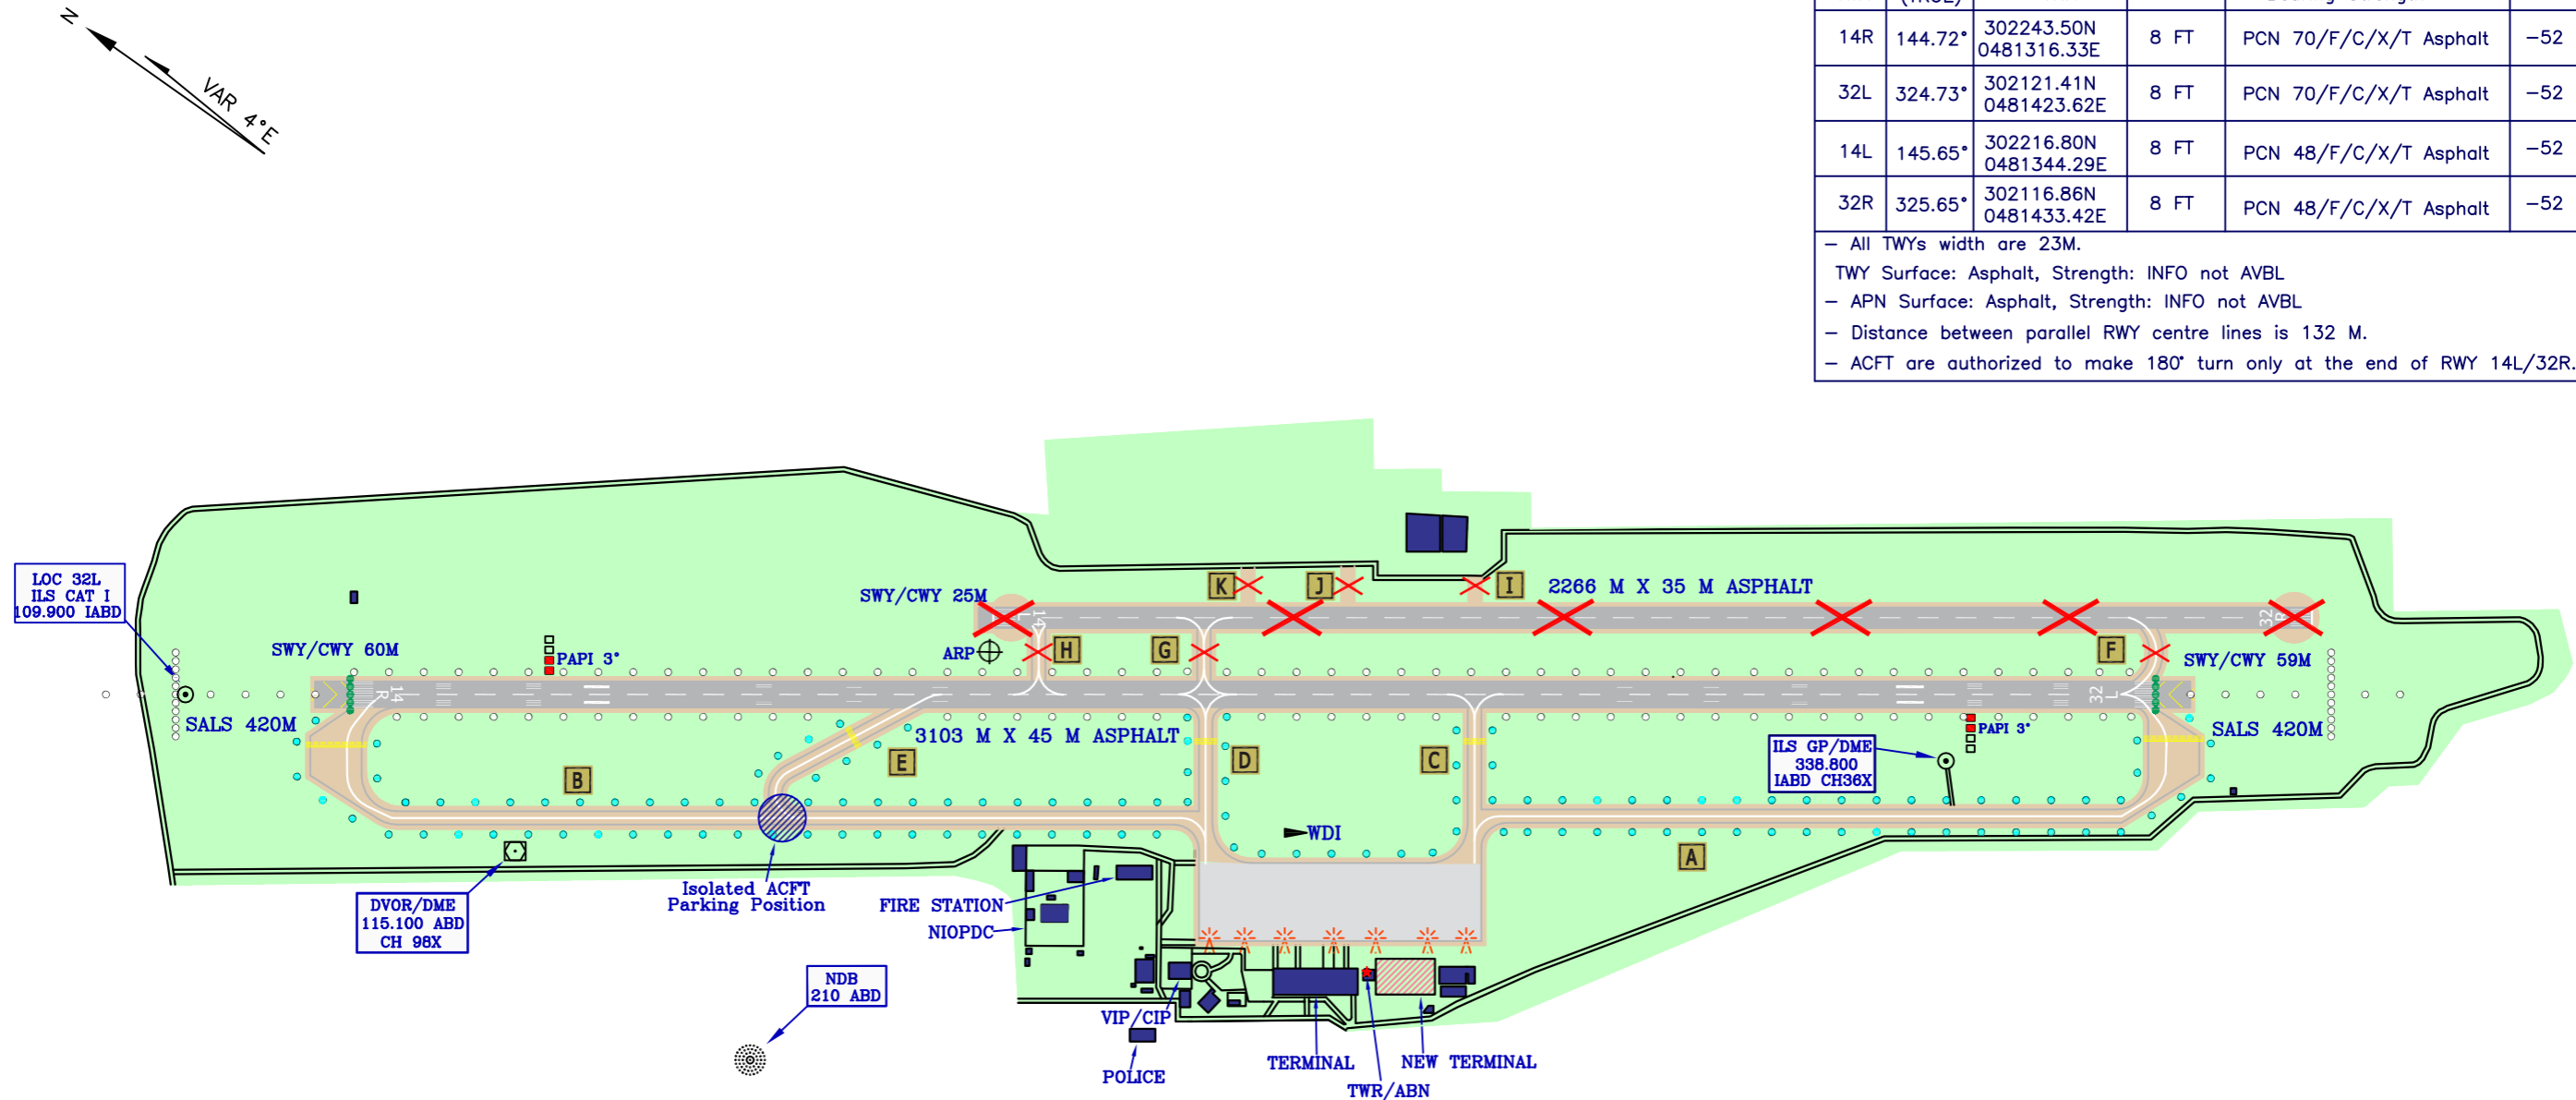 N
VAR 4°E
14R 144.72° 302243.50N 0481316.33E 8 FT PCN 70/F/C/X/T Asphalt -52
32L 324.73° 302121.41N 0481423.62E 8 FT PCN 70/F/C/X/T Asphalt -52
14L 145.65° 302216.80N 0481344.29E 8 FT PCN 48/F/C/X/T Asphalt -52
32R 325.65° 302116.86N 0481433.42E 8 FT PCN 48/F/C/X/T Asphalt -52
- All TWYs width are 23M.
TWY Surface: Asphalt, Strength: INFO not AVBL
- APN Surface: Asphalt, Strength: INFO not AVBL
- Distance between parallel RWY centre lines is 132 M.
- ACFT are authorized to make 180° turn only at the end of RWY 14L/32R.
LOC 32L
ILS CAT I
109.900 IABD
SWY/CWY 25M
K
J
I
2266 M X 35 M ASPHALT
14
L
32
R
SWY/CWY 60M
PAPI 3°
ARP
H
G
F
SWY/CWY 59M
14
R
32
L
SALS 420M
3103 M X 45 M ASPHALT
PAPI 3°
SALS 420M
B
E
D
C
ILS GP/DME
338.800
IABD CH36X
WDI
A
Isolated ACFT
Parking Position
DVOR/DME
115.100 ABD
CH 98X
FIRE STATION
NIOPDC
NDB
210 ABD
VIP/CIP
POLICE
TERMINAL
NEW TERMINAL
TWR/ABN